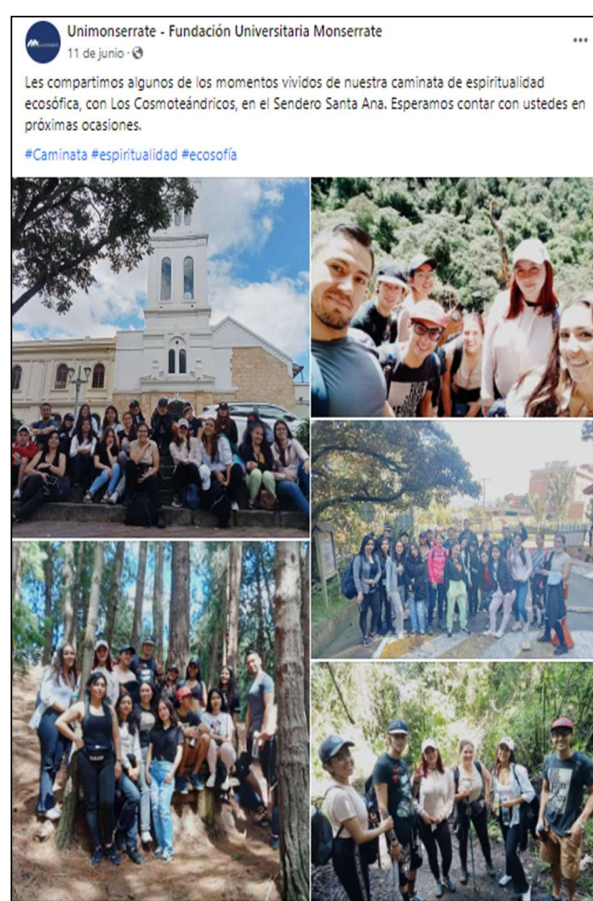 Unimonserrate - Fundación Universitaria Monserrate
11 de junio ·
Les compartimos algunos de los momentos vividos de nuestra caminata de espiritualidad
ecosófica, con Los Cosmoteándricos, en el Sendero Santa Ana. Esperamos contar con ustedes en
próximas ocasiones.
#Caminata #espiritualidad #ecosofía